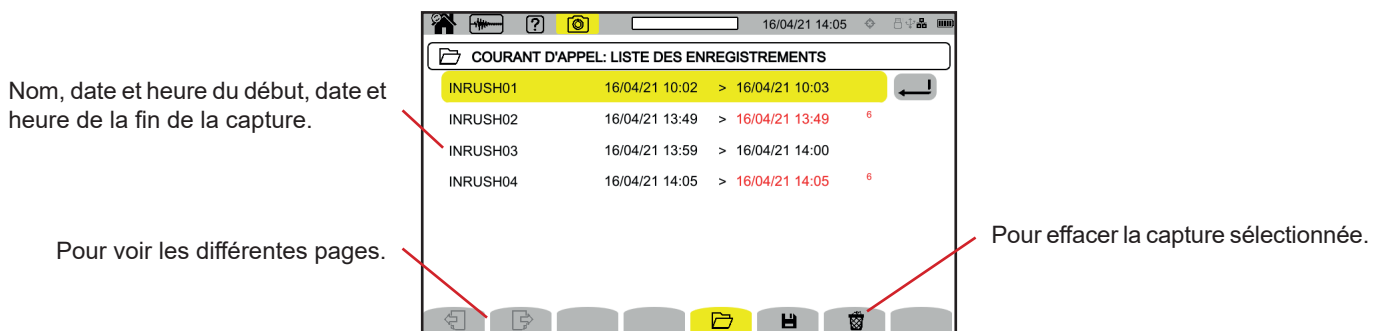 ?
16/04/21 14:05
COURANT D'APPEL: LISTE DES ENREGISTREMENTS
INRUSH01 16/04/21 10:02 > 16/04/21 10:03
INRUSH02 16/04/21 13:49 > 16/04/21 13:49 6
INRUSH03 16/04/21 13:59 > 16/04/21 14:00
INRUSH04 16/04/21 14:05 > 16/04/21 14:05 6
Nom, date et heure du début, date et
heure de la fin de la capture.
Pour voir les différentes pages.
Pour effacer la capture sélectionnée.